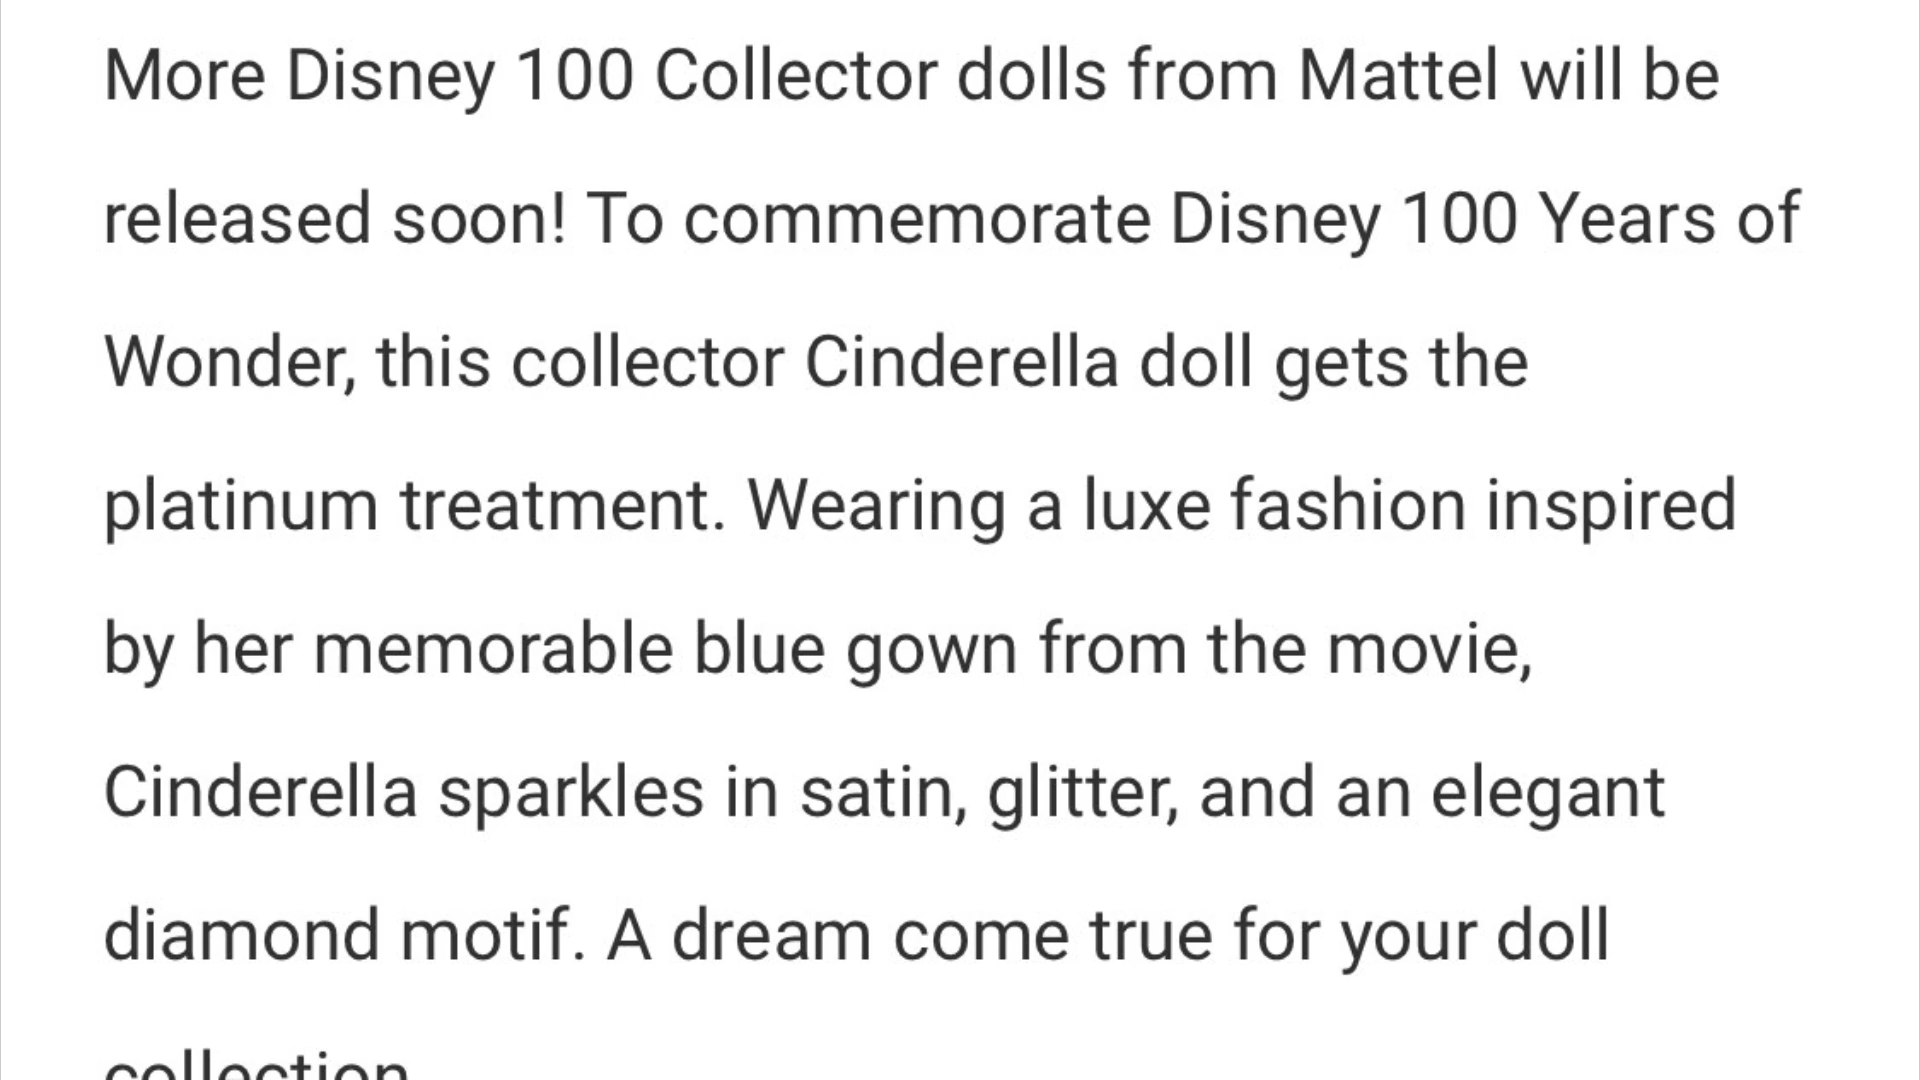 More Disney 100 Collector dolls from Mattel will be
released soon! To commemorate Disney 100 Years of
Wonder, this collector Cinderella doll gets the
platinum treatment. Wearing a luxe fashion inspired
by her memorable blue gown from the movie,
Cinderella sparkles in satin, glitter, and an elegant
diamond motif. A dream come true for your doll
collection